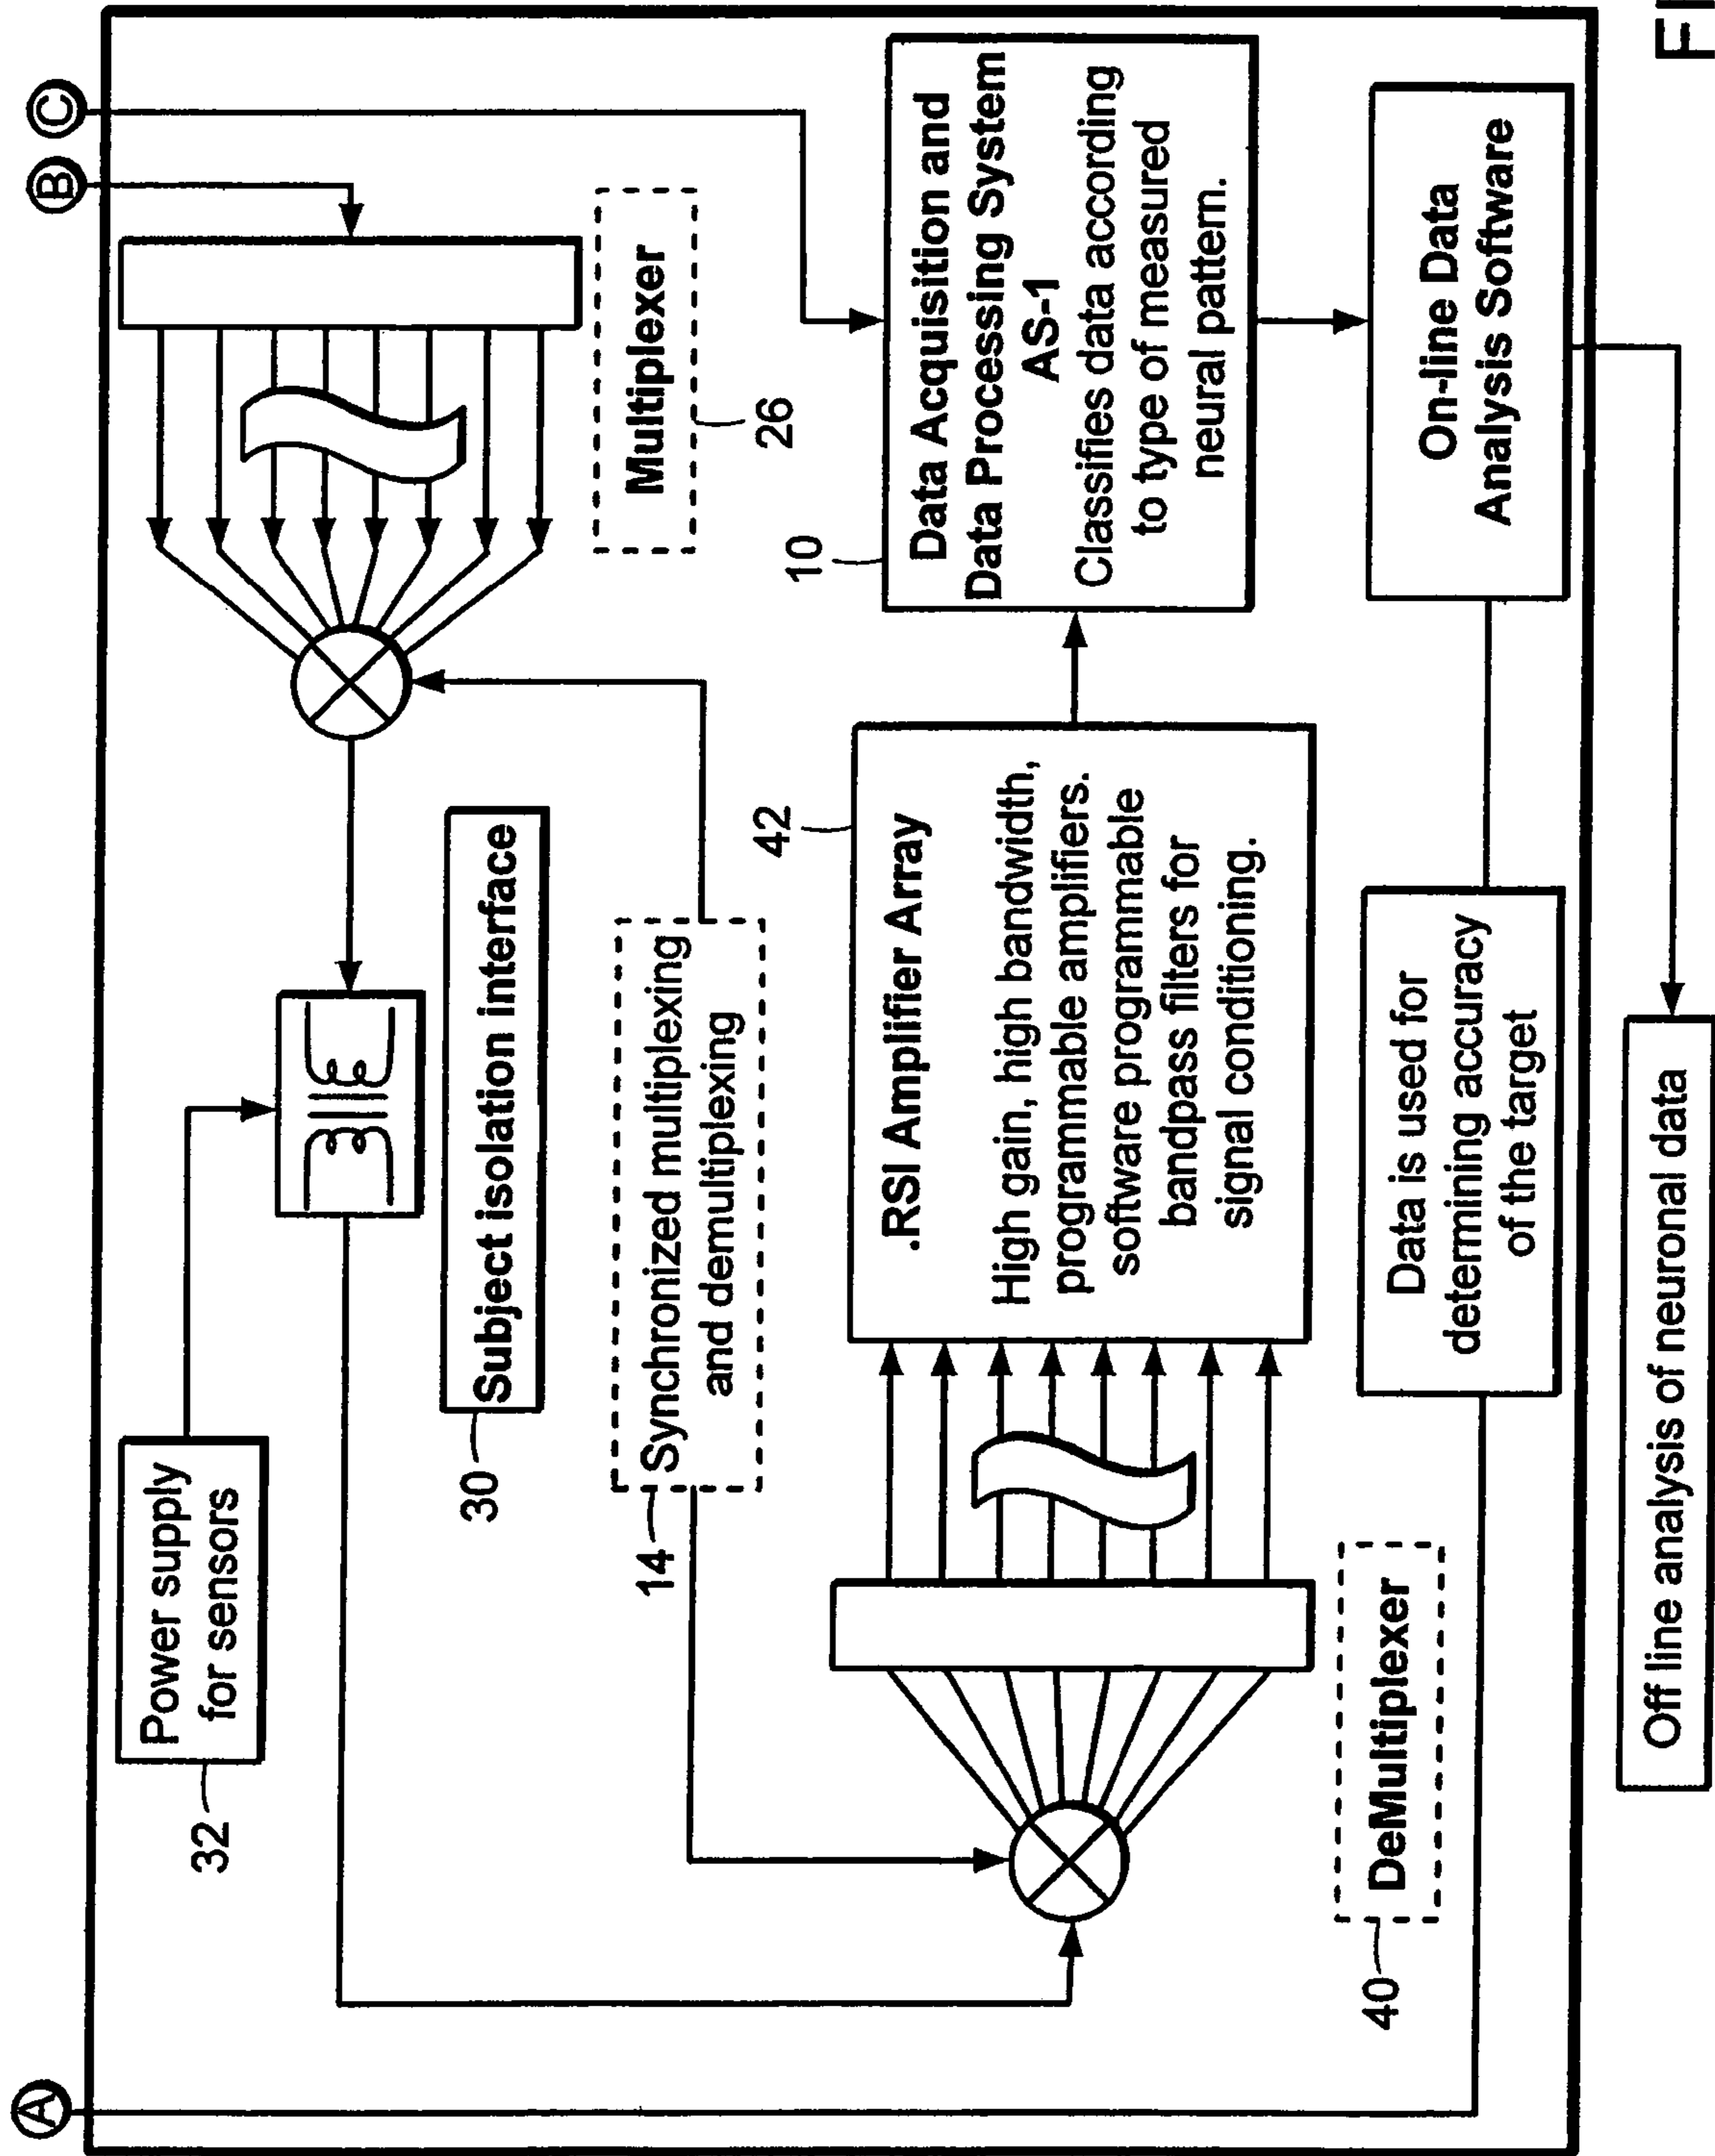 A
B
C
Power supply
for sensors
32
Subject isolation interface
30
Multiplexer
26
14
Synchronized multiplexing
and demultiplexing
DeMultiplexer
40
42
.RSI Amplifier Array
High gain, high bandwidth,
programmable amplifiers.
software programmable
bandpass filters for
signal conditioning.
10
Data Acquisition and
Data Processing System
AS-1
Classifies data according
to type of measured
neural pattern.
Data is used for
determining accuracy
of the target
On-line Data
Analysis Software
Off line analysis of neuronal data